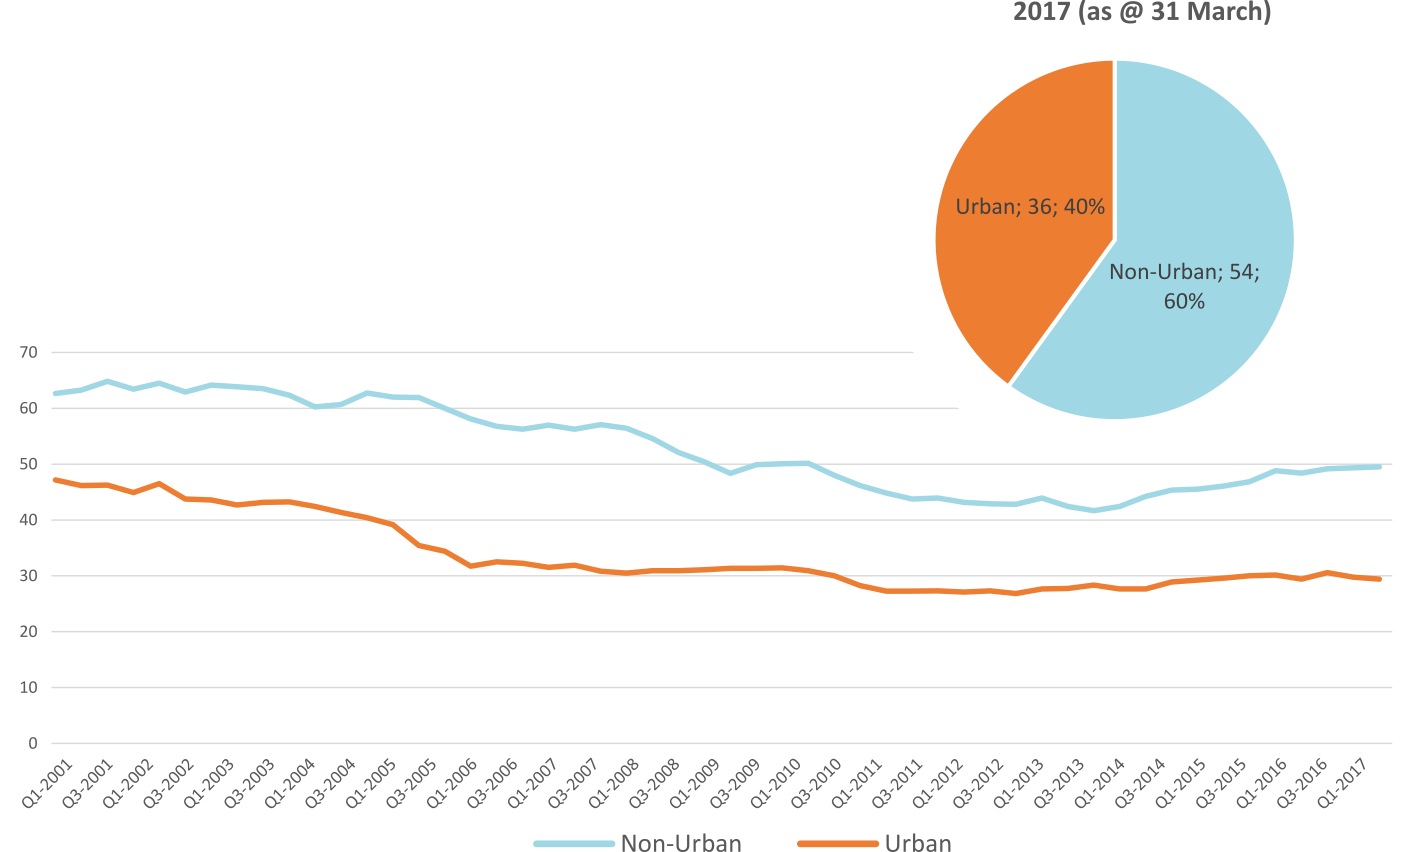 2017 (as @ 31 March)
Urban; 36; 40%
Non-Urban; 54;
60%
70
60
50
40
30
20
10
0
Q1-2001
Q3-2001
Q1-2002
Q3-2002
Q1-2003
Q3-2003
Q1-2004
Q3-2004
Q1-2005
Q3-2005
Q1-2006
Q3-2006
Q1-2007
Q3-2007
Q1-2008
Q3-2008
Q1-2009
Q3-2009
Q1-2010
Q3-2010
Q1-2011
Q3-2011
Q1-2012
Q3-2012
Q1-2013
Q3-2013
Q1-2014
Q3-2014
Q1-2015
Q3-2015
Q1-2016
Q3-2016
Q1-2017
Non-Urban
Urban